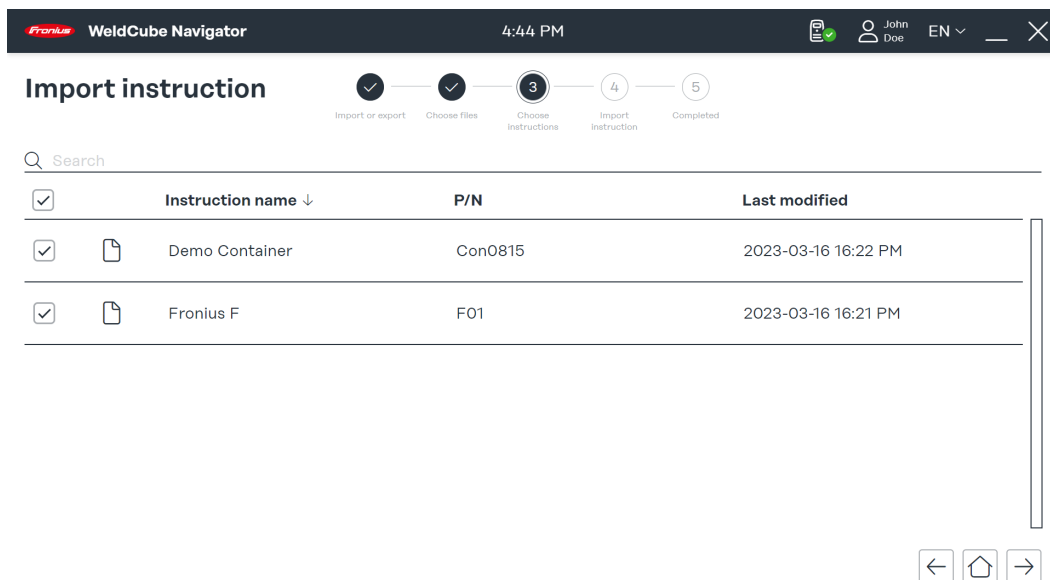 Fronius WeldCube Navigator 4:44 PM John Doe EN
Import instruction
3 4 5
Import or export Choose files Choose instructions Import instruction Completed
Search
Instruction name ↓ P/N Last modified
Demo Container Con0815 2023-03-16 16:22 PM
Fronius F F01 2023-03-16 16:21 PM